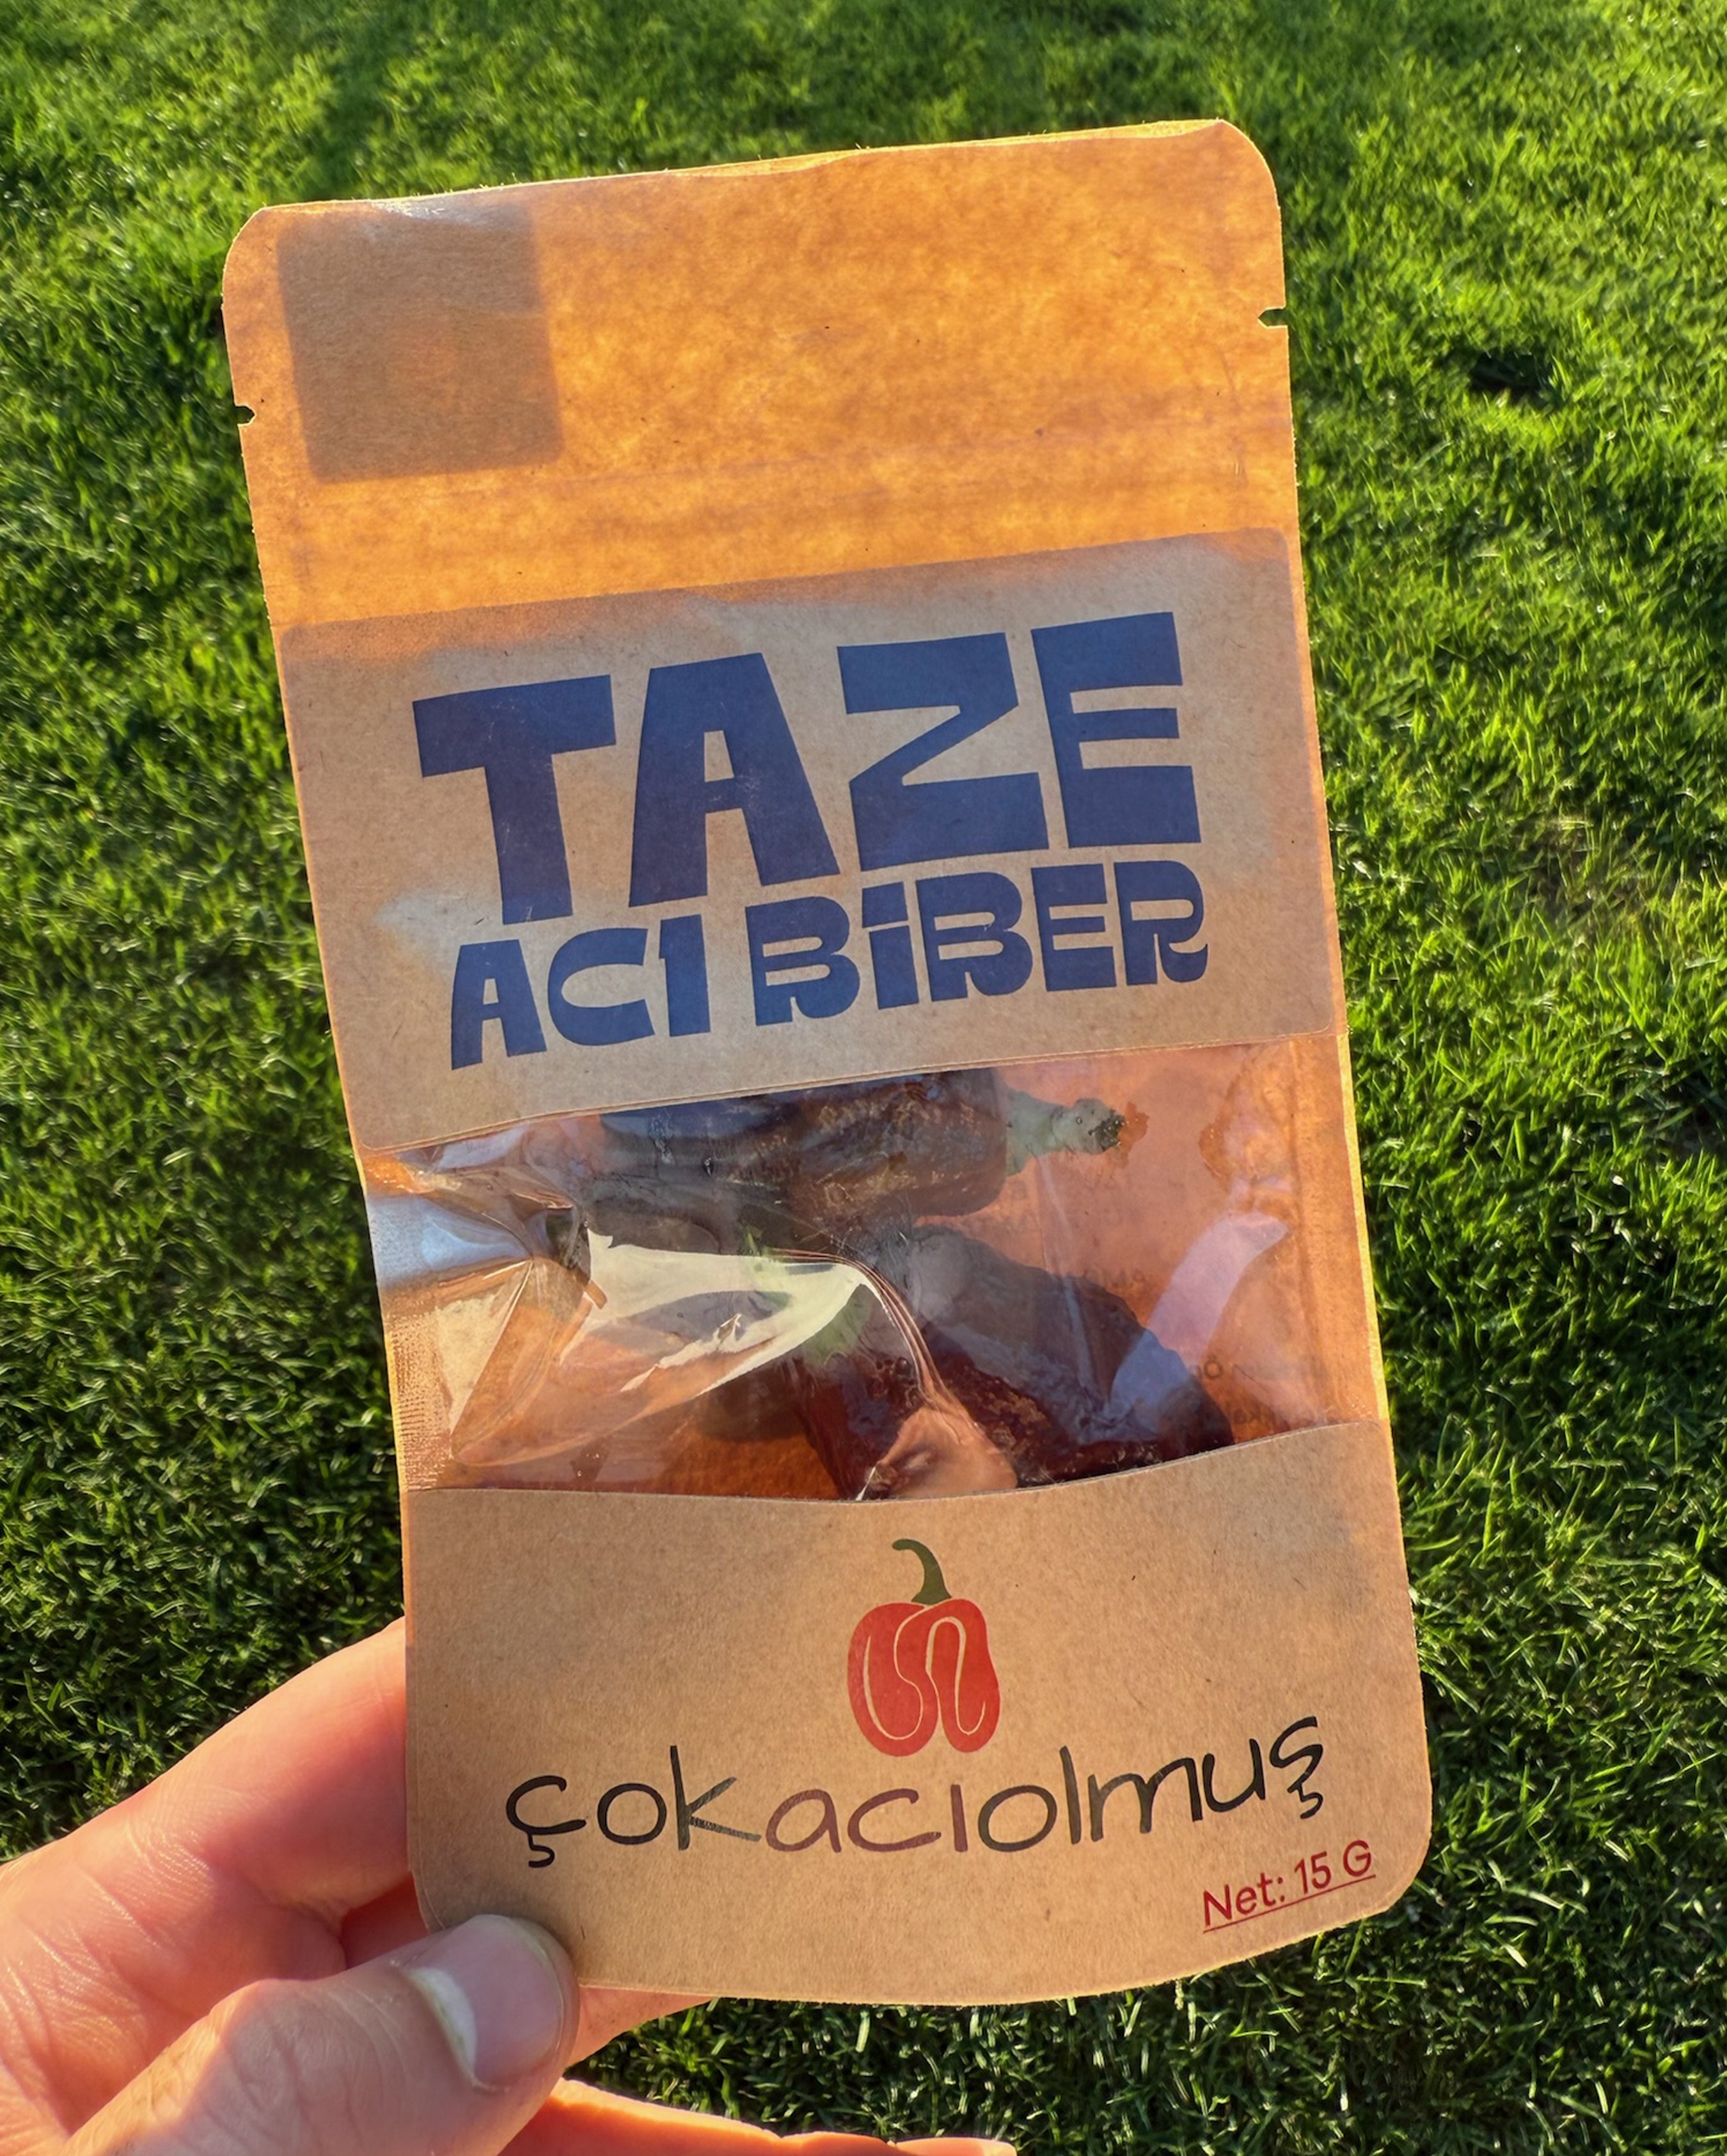 TAZE
ACI BİBER
çokacıolmuş
Net: 15 G